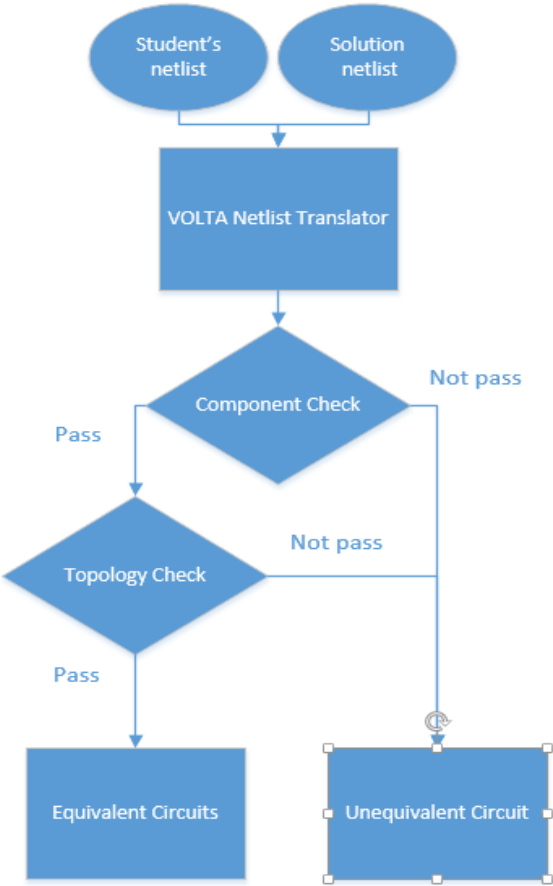 Student's
netlist
Solution
netlist
VOLTA Netlist Translator
Component Check
Not pass
Pass
Not pass
Topology Check
Pass
Equivalent Circuits
Unequivalent Circuit